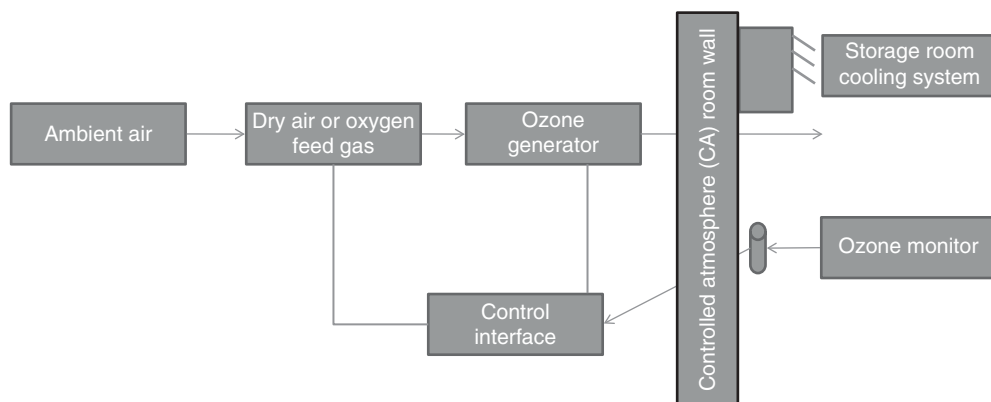 Ambient air
Dry air or oxygen
feed gas
Ozone
generator
Controlled atmosphere (CA) room wall
Storage room
cooling system
Ozone monitor
Control
interface